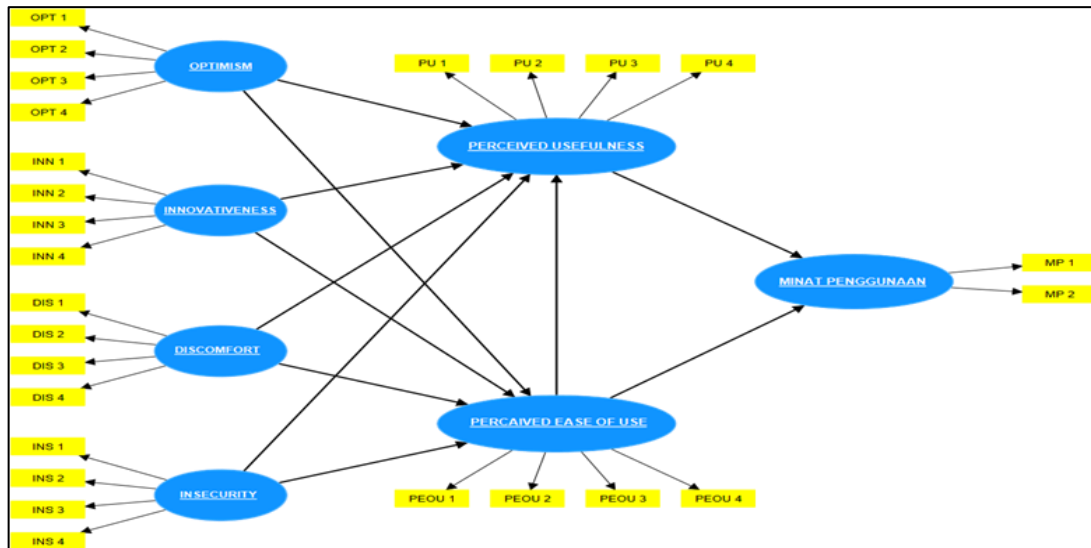 OPT 1
OPT 2
OPT 3
OPT 4
OPTIMISM
INN 1
INN 2
INN 3
INN 4
INNOVATIVENESS
DIS 1
DIS 2
DIS 3
DIS 4
DISCOMFORT
INS 1
INS 2
INS 3
INS 4
INSECURITY
PU 1
PU 2
PU 3
PU 4
PERCEIVED USEFULNESS
PERCAIVED EASE OF USE
PEOU 1
PEOU 2
PEOU 3
PEOU 4
MINAT PENGGUNAAN
MP 1
MP 2